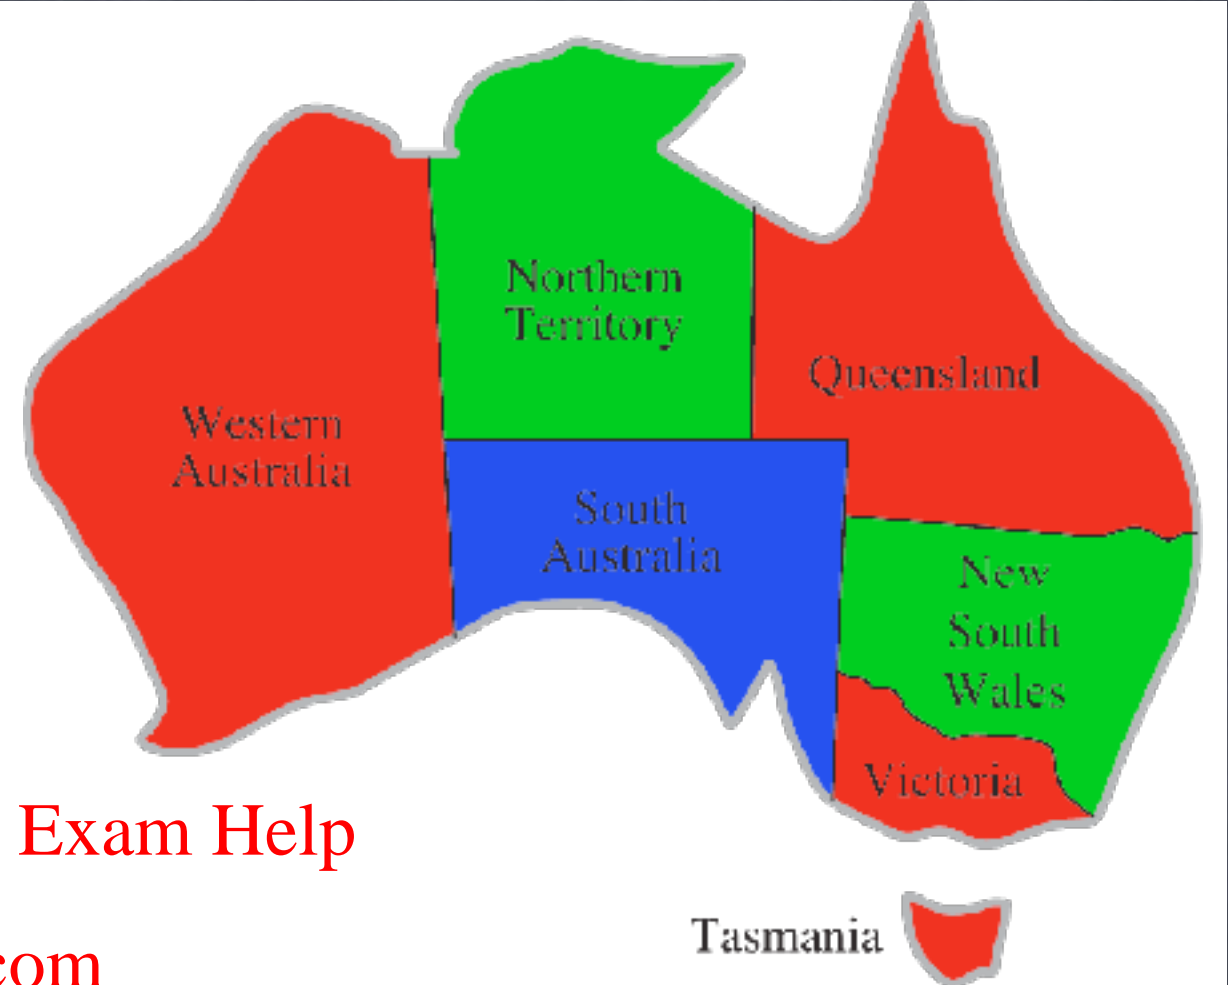 Northern
Territory
Queensland
Western
Australia
South
Australia
New
South
Wales
Victoria
Exam Help
Tasmania
com